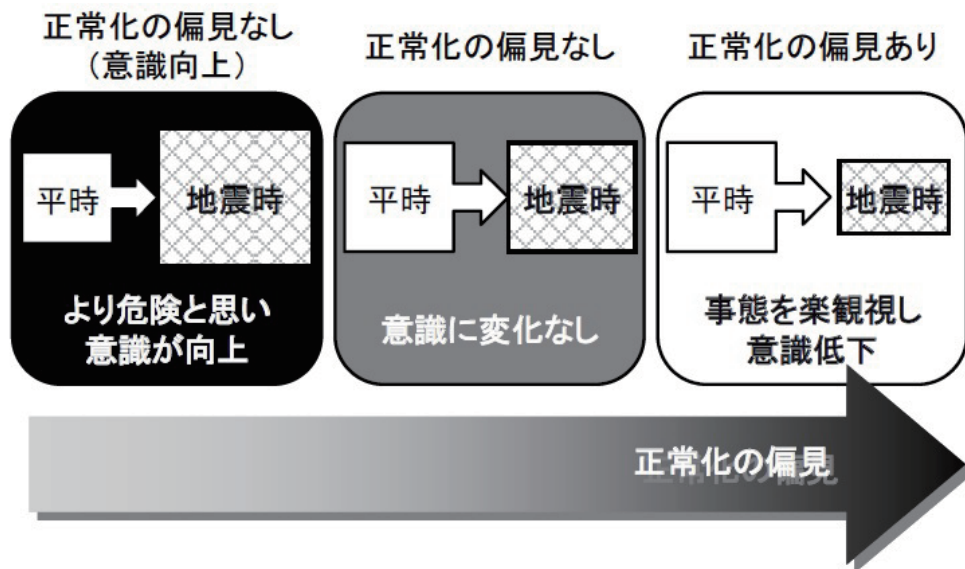 正常化の偏見なし
（意識向上）
正常化の偏見なし
正常化の偏見あり
平時
地震時
より危険と思い
意識が向上
平時
地震時
意識に変化なし
平時
地震時
事態を楽観視し
意識低下
正常化の偏見